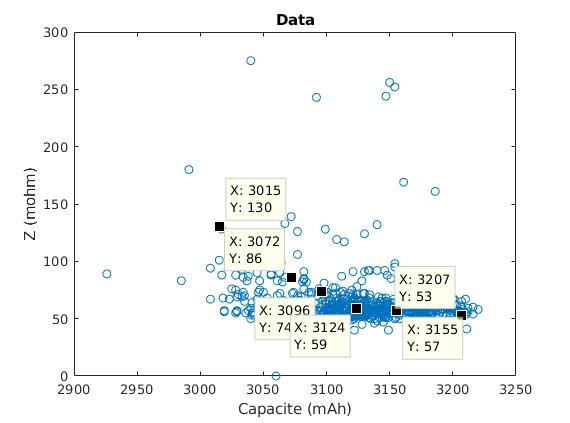 Data
300
250
200
150
100
50
0
Z (mohm)
X: 3015
Y: 130
X: 3072
Y: 86
X: 3096
Y: 74
X: 3124
Y: 59
X: 3207
Y: 53
X: 3155
Y: 57
2900 2950 3000 3050 3100 3150 3200 3250
Capacite (mAh)